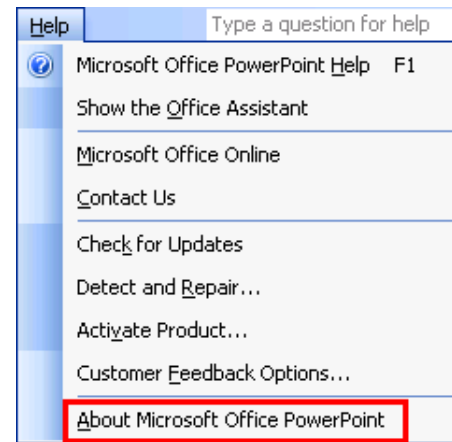 Help Type a question for help
Microsoft Office PowerPoint Help F1
Show the Office Assistant
Microsoft Office Online
Contact Us
Check for Updates
Detect and Repair...
Activate Product...
Customer Feedback Options...
About Microsoft Office PowerPoint